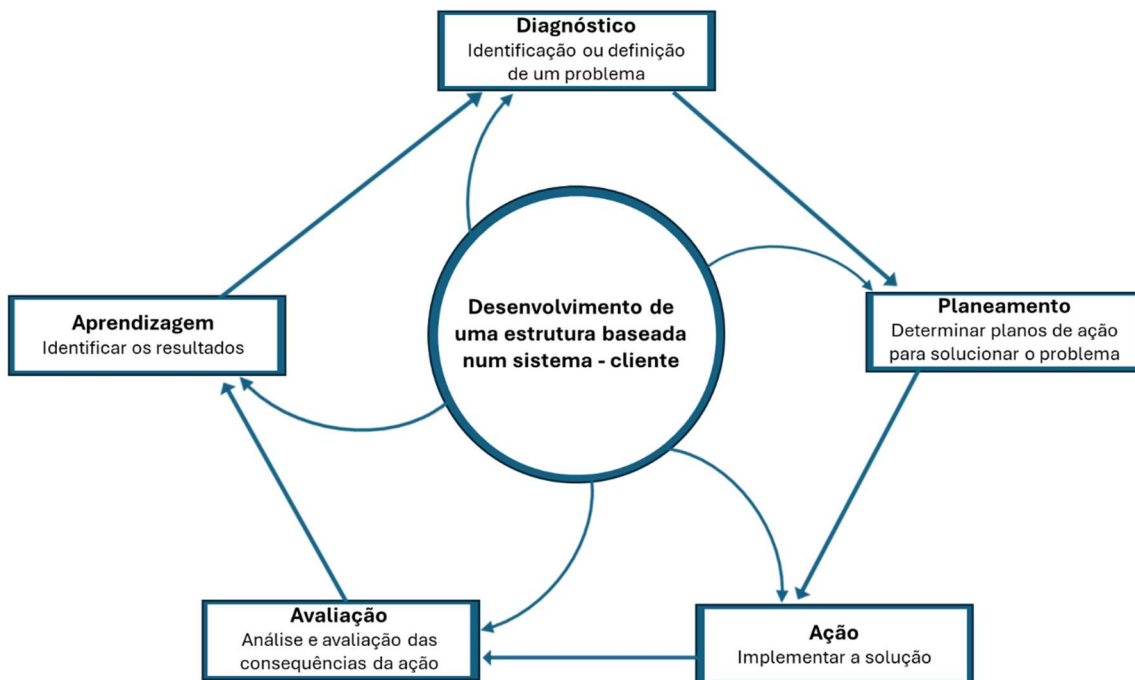 Diagnóstico
Identificação ou definição
de um problema
Desenvolvimento de
uma estrutura baseada
num sistema - cliente
Aprendizagem
Identificar os resultados
Planeamento
Determinar planos de ação
para solucionar o problema
Avaliação
Análise e avaliação das
consequências da ação
Ação
Implementar a solução